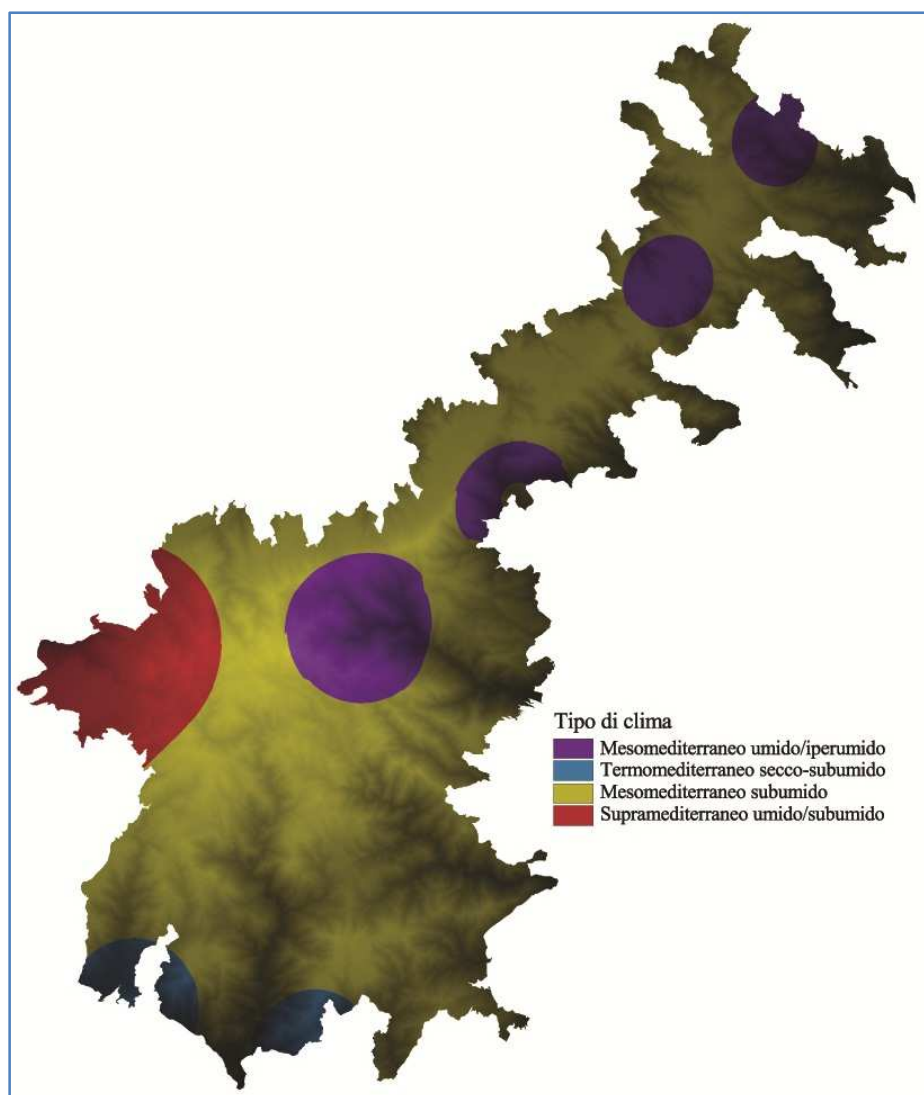 Tipo di clima
Mesomediterraneo umido/iperumido
Termomediterraneo secco-subumido
Mesomediterraneo subumido
Supramediterraneo umido/subumido